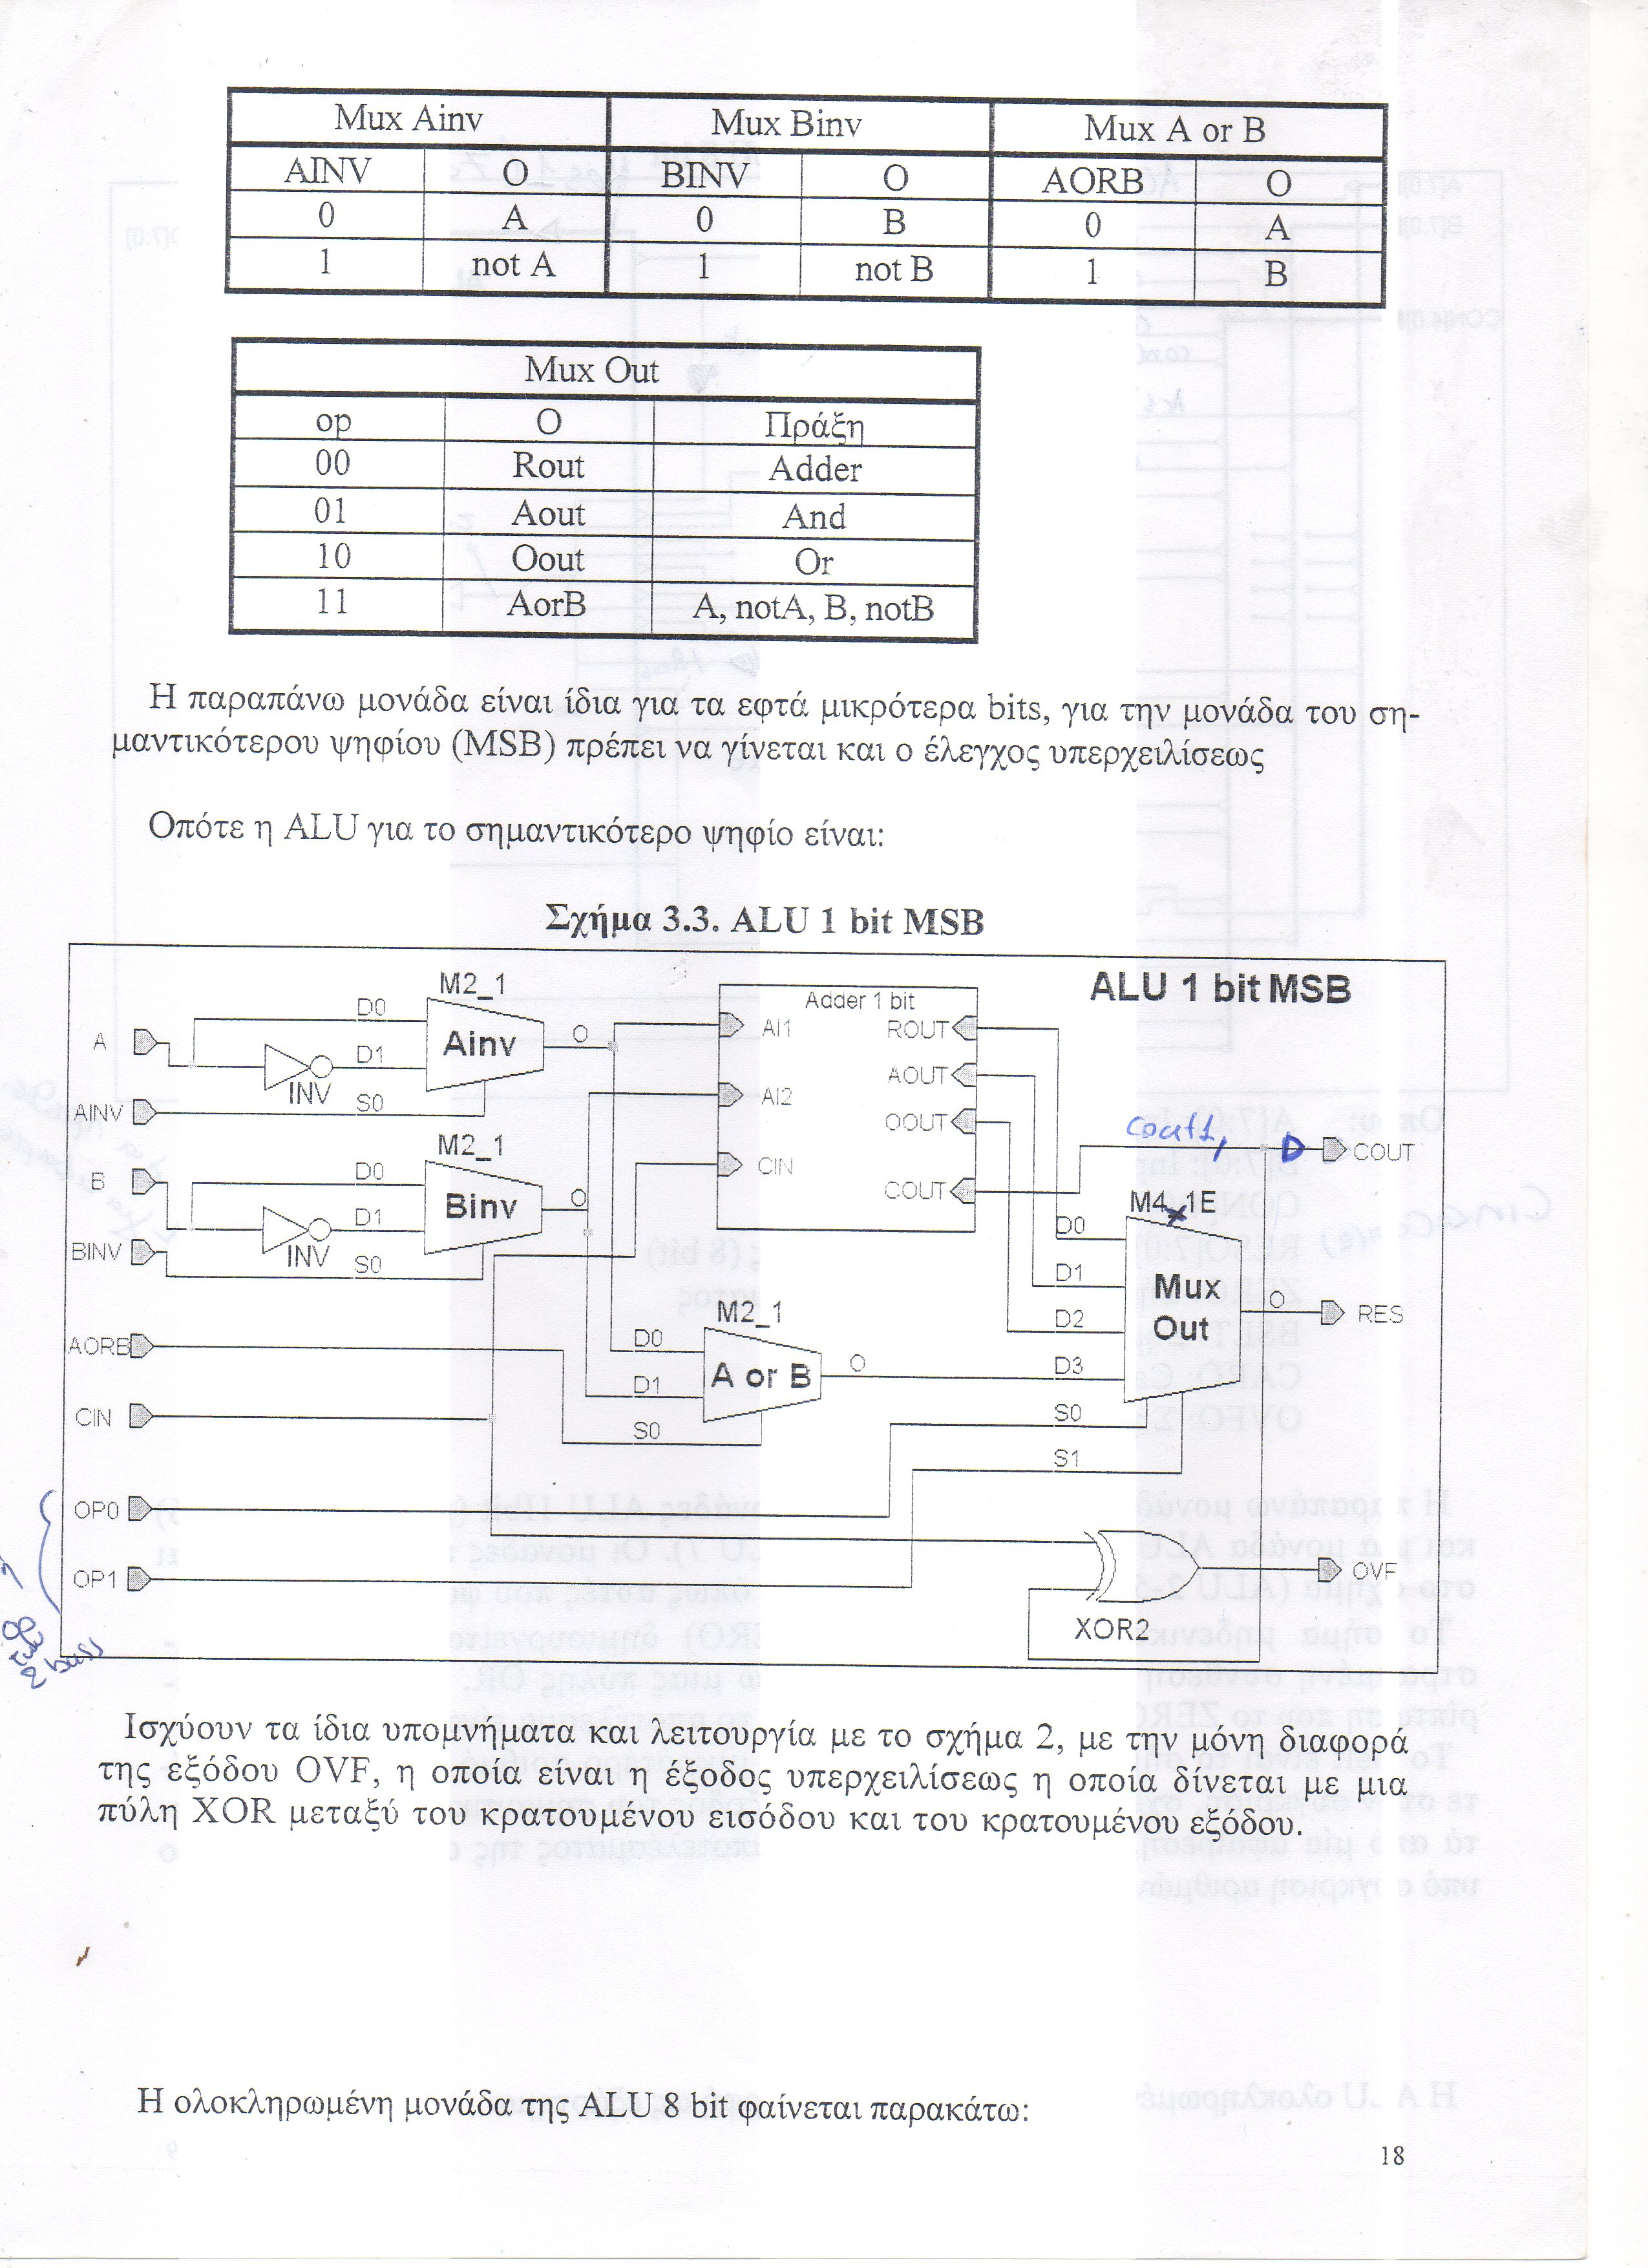 Mux Ainv Mux Binv Mux A or B
AINV O BINV O AORB O
0 A 0 B 0 A
1 not A 1 not B 1 B
Mux Out
op O Πράξη
00 Rout Adder
01 Aout And
10 Oout Or
11 AorB A, notA, B, notB
Η παραπάνω μονάδα είναι ίδια για τα εφτά μικρότερα bits, για την μονάδα του ση-
μαντικότερου ψηφίου (MSB) πρέπει να γίνεται και ο έλεγχος υπερχειλίσεως
Οπότε η ALU για το σημαντικότερο ψηφίο είναι:
Σχήμα 3.3. ALU 1 bit MSB
ALU 1 bit MSB
M2_1
A
D0
D1
INV
S0
AINV
Ainv
O
M2_1
B
D0
D1
INV
S0
BINV
Binv
O
Adder 1 bit
AI1
AI2
CIN
ROUT
AOUT
OOUT
COUT
cout1,
COUT
M2_1
AORB
D0
D1
S0
A or B
O
M4_1E
D0
D1
D2
D3
S0
S1
Mux
Out
O
RES
CIN
OP0
OP1
XOR2
OVF
Ισχύουν τα ίδια υπομνήματα και λειτουργία με το σχήμα 2, με την μόνη διαφορά
της εξόδου OVF, η οποία είναι η έξοδος υπερχειλίσεως η οποία δίνεται με μια
πύλη XOR μεταξύ του κρατουμένου εισόδου και του κρατουμένου εξόδου.
Η ολοκληρωμένη μονάδα της ALU 8 bit φαίνεται παρακάτω:
18